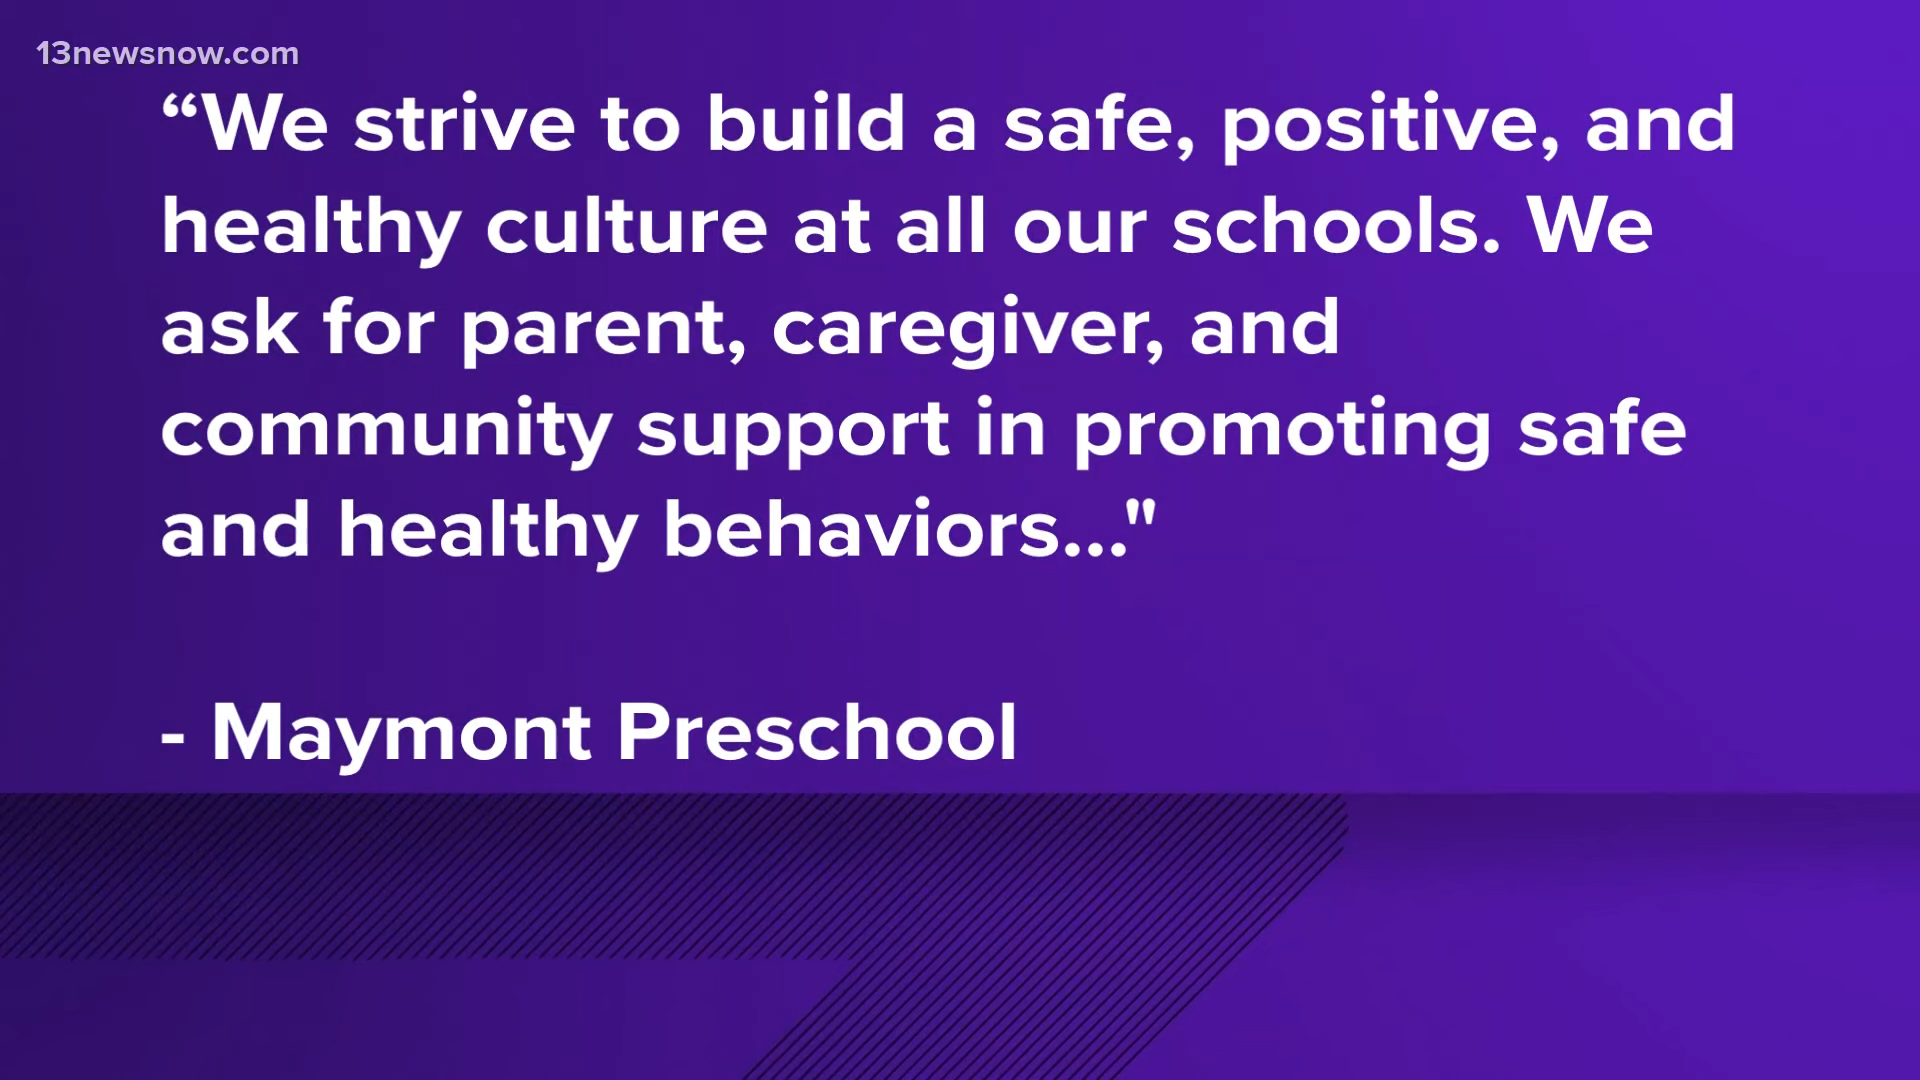 13newsnow.com
“We strive to build a safe, positive, and
healthy culture at all our schools. We
ask for parent, caregiver, and
community support in promoting safe
and healthy behaviors..."
- Maymont Preschool